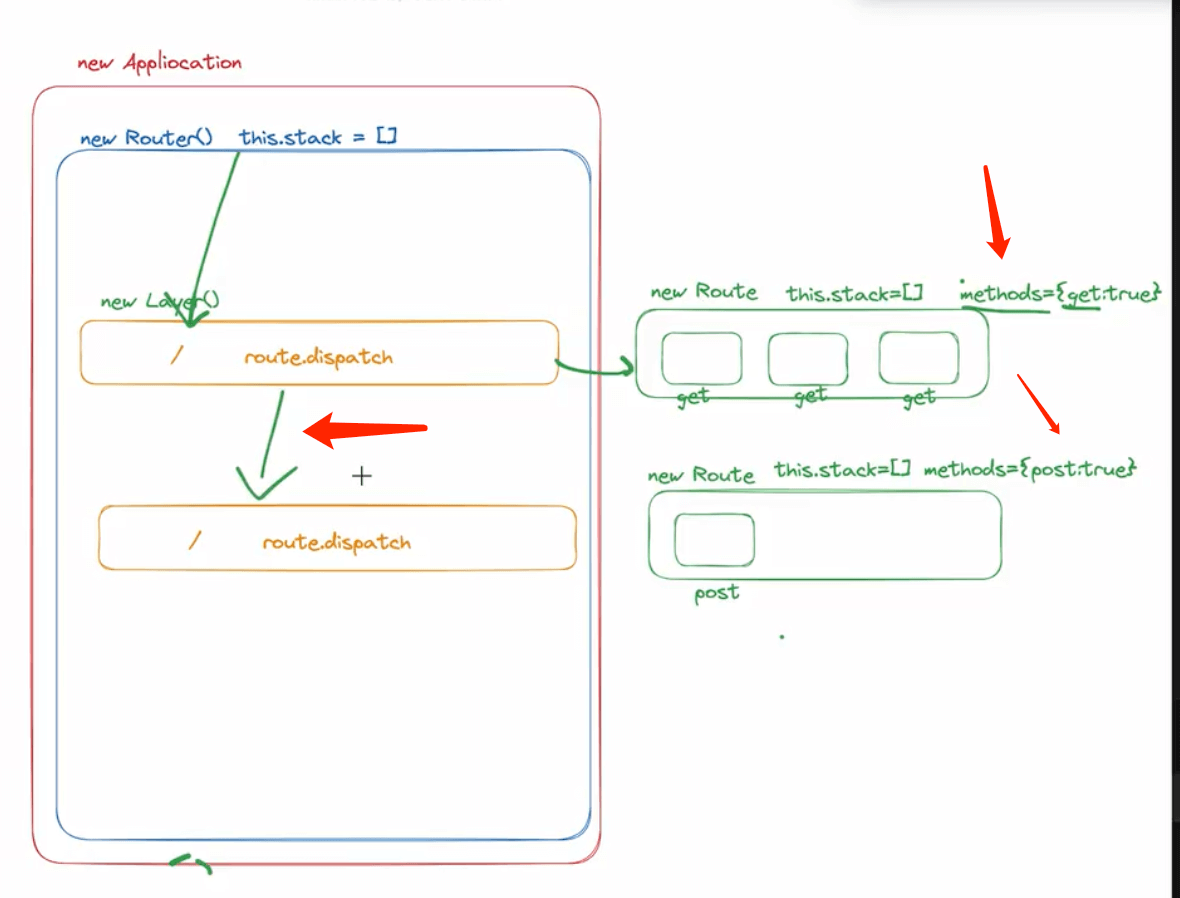 new Appliocation
new Router() this.stack = []
new Layer()
/ route.dispatch
new Route this.stack=[] methods={get:true}
get get get
/ route.dispatch
new Route this.stack=[] methods={post:true}
post